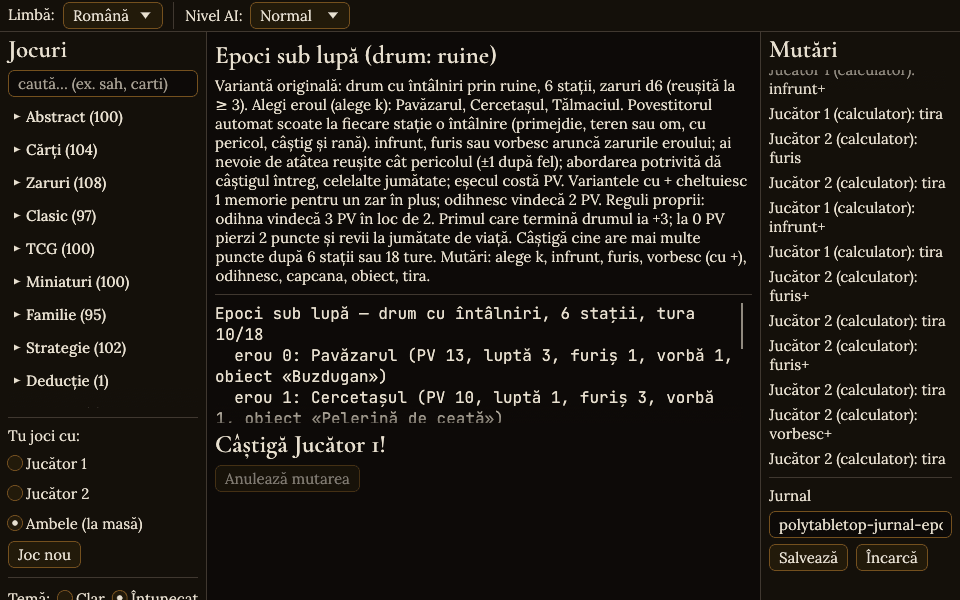 Limbă:
Română
Nivel AI:
Normal
Jocuri
caută... (ex. sah, carti)
Abstract (100)
Cărți (104)
Zaruri (108)
Clasic (97)
TCG (100)
Miniaturi (100)
Familie (95)
Strategie (102)
Deducție (1)
Tu joci cu:
Jucător 1
Jucător 2
Ambele (la masă)
Joc nou
Temă:
Clar
Întunecat
Epoci sub lupă (drum: ruine)
Variantă originală: drum cu întâlniri prin ruine, 6 stații, zaruri d6 (reușită la
≥ 3). Alegi eroul (alege k): Pavăzarul, Cercetașul, Tălmaciul. Povestitorul
automat scoate la fiecare stație o întâlnire (primejdie, teren sau om, cu
pericol, câștig și rană). infrunt, furis sau vorbesc aruncă zarurile eroului; ai
nevoie de atâtea reușite cât pericolul (±1 după fel); abordarea potrivită dă
câștigul întreg, celelalte jumătate; eșecul costă PV. Variantele cu + cheltuiesc
1 memorie pentru un zar în plus; odihnesc vindecă 2 PV. Reguli proprii:
odihna vindecă 3 PV în loc de 2. Primul care termină drumul ia +3; la 0 PV
pierzi 2 puncte și revii la jumătate de viață. Câștigă cine are mai multe
puncte după 6 stații sau 18 ture. Mutări: alege k, infrunt, furis, vorbesc (cu +),
odihnesc, capcana, obiect, tira.
Epoci sub lupă — drum cu întâlniri, 6 stații, tura
10/18
erou 0: Pavăzarul (PV 13, luptă 3, furiș 1, vorbă 1,
obiect «Buzdugan»)
erou 1: Cercetașul (PV 10, luptă 1, furiș 3, vorbă
1, obiect «Pelerină de ceață»)
Câștigă Jucător 1!
Anulează mutarea
Mutări
Jucător 1 (calculator):
infrunt+
Jucător 1 (calculator): tira
Jucător 2 (calculator):
furis
Jucător 2 (calculator): tira
Jucător 1 (calculator):
infrunt+
Jucător 1 (calculator): tira
Jucător 2 (calculator):
furis+
Jucător 2 (calculator): tira
Jucător 2 (calculator):
furis+
Jucător 2 (calculator): tira
Jucător 2 (calculator):
vorbesc+
Jucător 2 (calculator): tira
Jurnal
polytabletop-jurnal-epo
Salvează
Încarcă